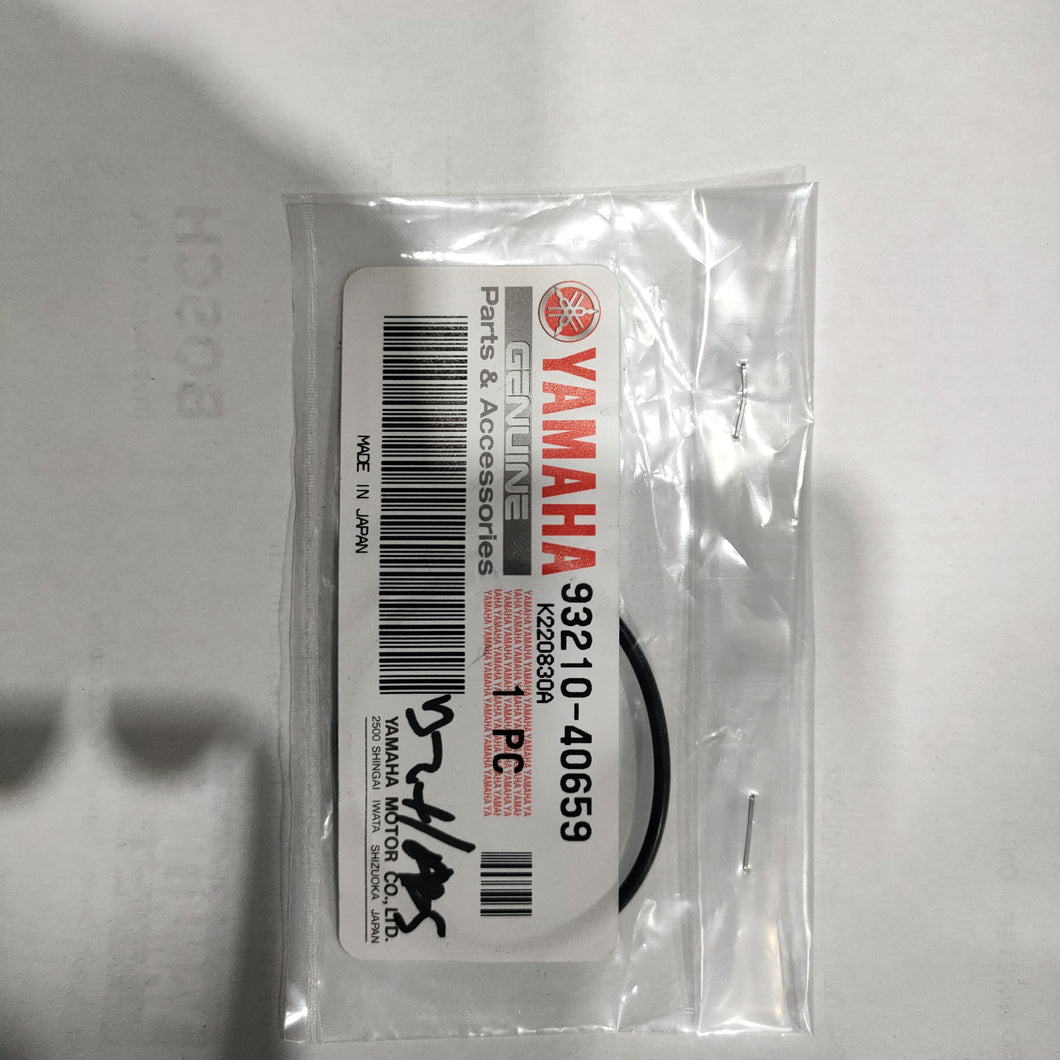 YAMAHA
GENUINE
Parts & Accessories
93210-40659
K220830A
1 PC
MADE IN JAPAN
YAMAHA MOTOR CO., LTD.
2500 SHINGAI IWATA SHIZUOKA JAPAN
BOSCH